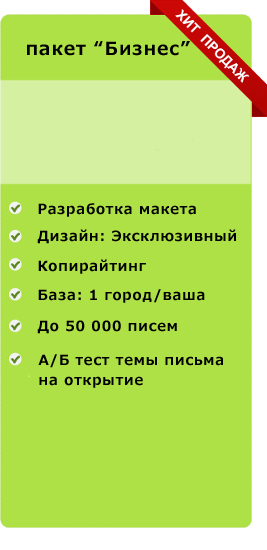 ХИТ ПРОДАЖ
пакет “Бизнес”
Разработка макета
Дизайн: Эксклюзивный
Копирайтинг
База: 1 город/ваша
До 50 000 писем
А/Б тест темы письма
на открытие